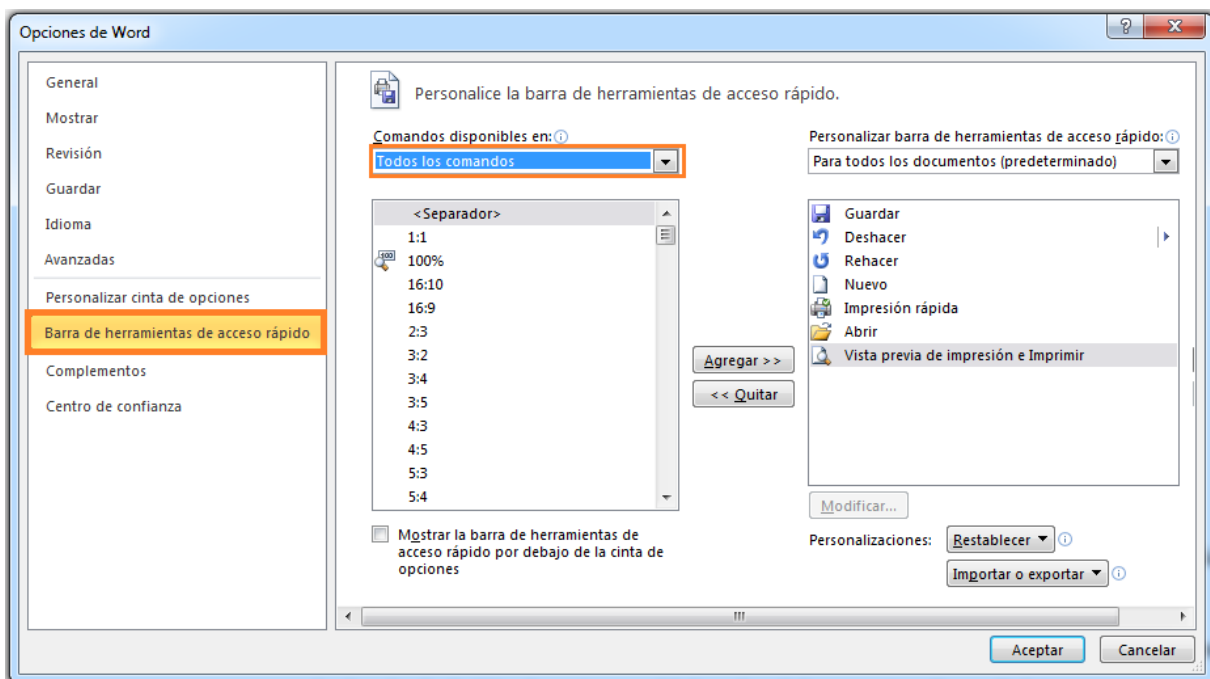 Opciones de Word
General
Mostrar
Revisión
Guardar
Idioma
Avanzadas
Personalizar cinta de opciones
Barra de herramientas de acceso rápido
Complementos
Centro de confianza
Personalice la barra de herramientas de acceso rápido.
Comandos disponibles en:
Todos los comandos
<Separador>
1:1
100%
16:10
16:9
2:3
3:2
3:4
3:5
4:3
4:5
5:3
5:4
Mostrar la barra de herramientas de
acceso rápido por debajo de la cinta de
opciones
Agregar >>
<< Quitar
Personalizar barra de herramientas de acceso rápido:
Para todos los documentos (predeterminado)
Guardar
Deshacer
Rehacer
Nuevo
Impresión rápida
Abrir
Vista previa de impresión e Imprimir
Modificar...
Personalizaciones: Restablecer
Importar o exportar
Aceptar Cancelar